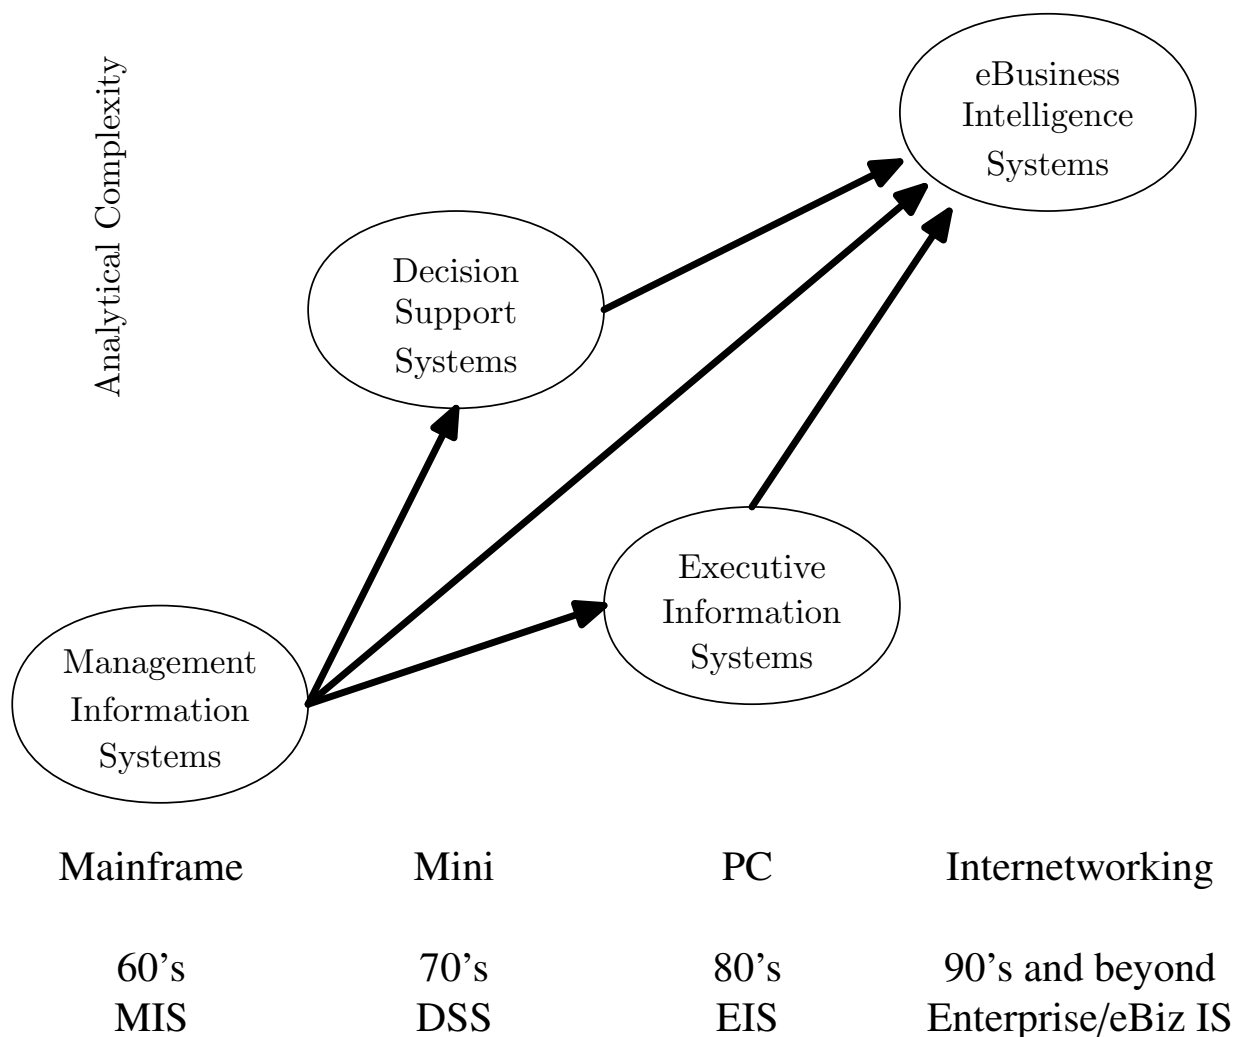 Analytical Complexity
eBusiness
Intelligence
Systems
Decision
Support
Systems
Executive
Information
Systems
Management
Information
Systems
Mainframe Mini PC Internetworking
60's 70's 80's 90's and beyond
MIS DSS EIS Enterprise/eBiz IS